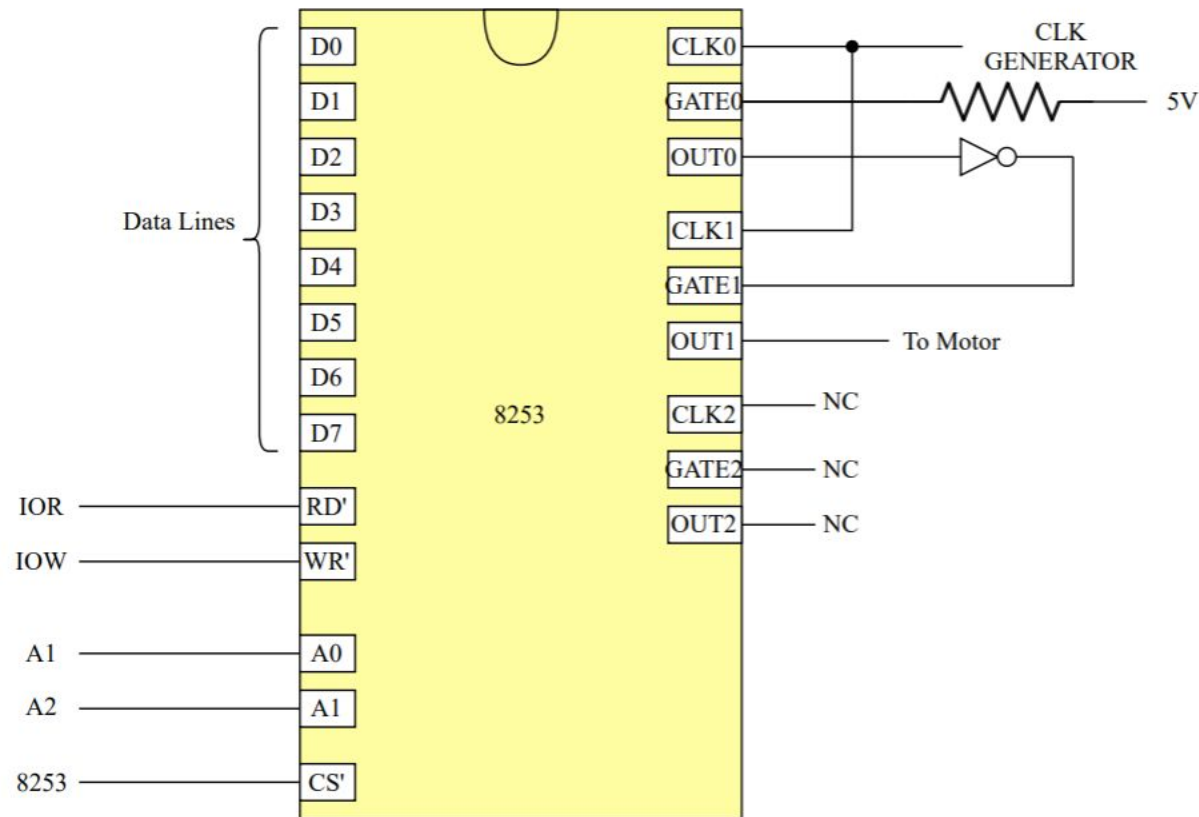 D0
D1
D2
D3
D4
D5
D6
D7
Data Lines
IOR
RD'
IOW
WR'
A1
A0
A2
A1
8253
CS'
8253
CLK0
CLK
GENERATOR
GATE0
5V
OUT0
CLK1
GATE1
OUT1
To Motor
CLK2
NC
GATE2
NC
OUT2
NC